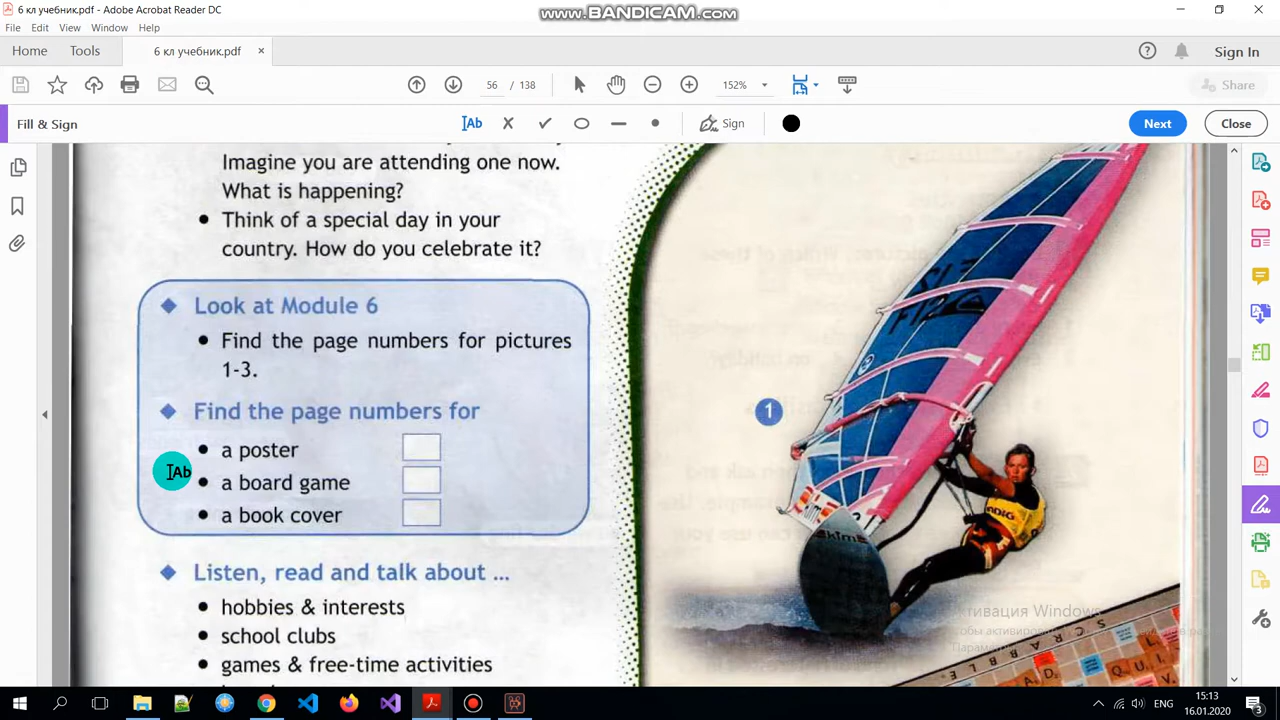 6 кл учебник.pdf - Adobe Acrobat Reader DC
www.BANDICAM.com
File Edit View Window Help
Home Tools 6 кл учебник.pdf × Sign In
56 / 138 152% Share
Fill & Sign Ab Sign Next Close
Imagine you are attending one now.
What is happening?
• Think of a special day in your
country. How do you celebrate it?
Look at Module 6
• Find the page numbers for pictures
1-3.
Find the page numbers for
• a poster
• a board game
• a book cover
Ab
Listen, read and talk about ...
• hobbies & interests
• school clubs
• games & free-time activities
1
Активация Windows
SCRABBLE
QUI
ENG
15:13
16.01.2020
3